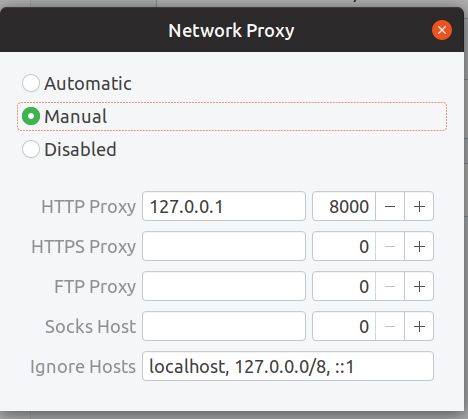 Network Proxy
Automatic
Manual
Disabled
HTTP Proxy 127.0.0.1 8000 − +
HTTPS Proxy 0 − +
FTP Proxy 0 − +
Socks Host 0 − +
Ignore Hosts localhost, 127.0.0.0/8, ::1